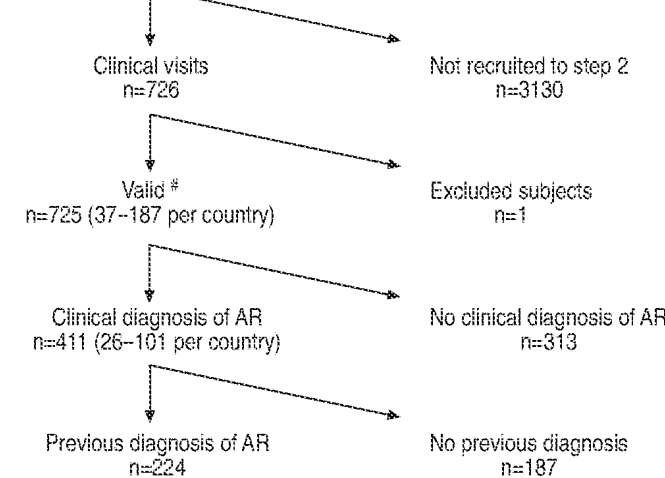 Clinical visits
n=726
Not recruited to step 2
n=3130
Valid #
n=725 (37–187 per country)
Excluded subjects
n=1
Clinical diagnosis of AR
n=411 (26–101 per country)
No clinical diagnosis of AR
n=313
Previous diagnosis of AR
n=224
No previous diagnosis
n=187